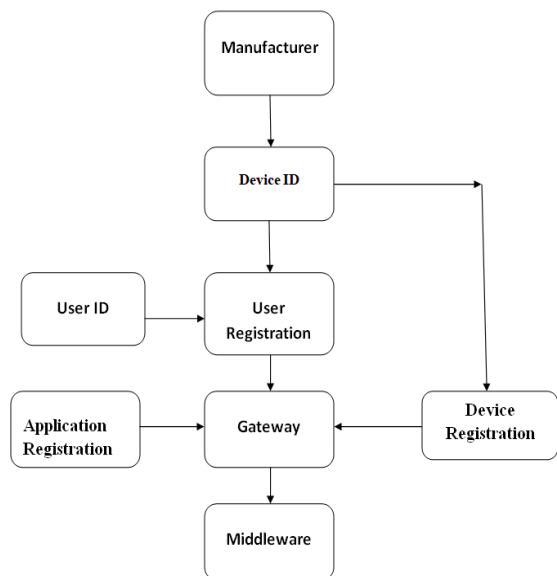 Manufacturer
Device ID
User ID
User
Registration
Application
Registration
Gateway
Device
Registration
Middleware